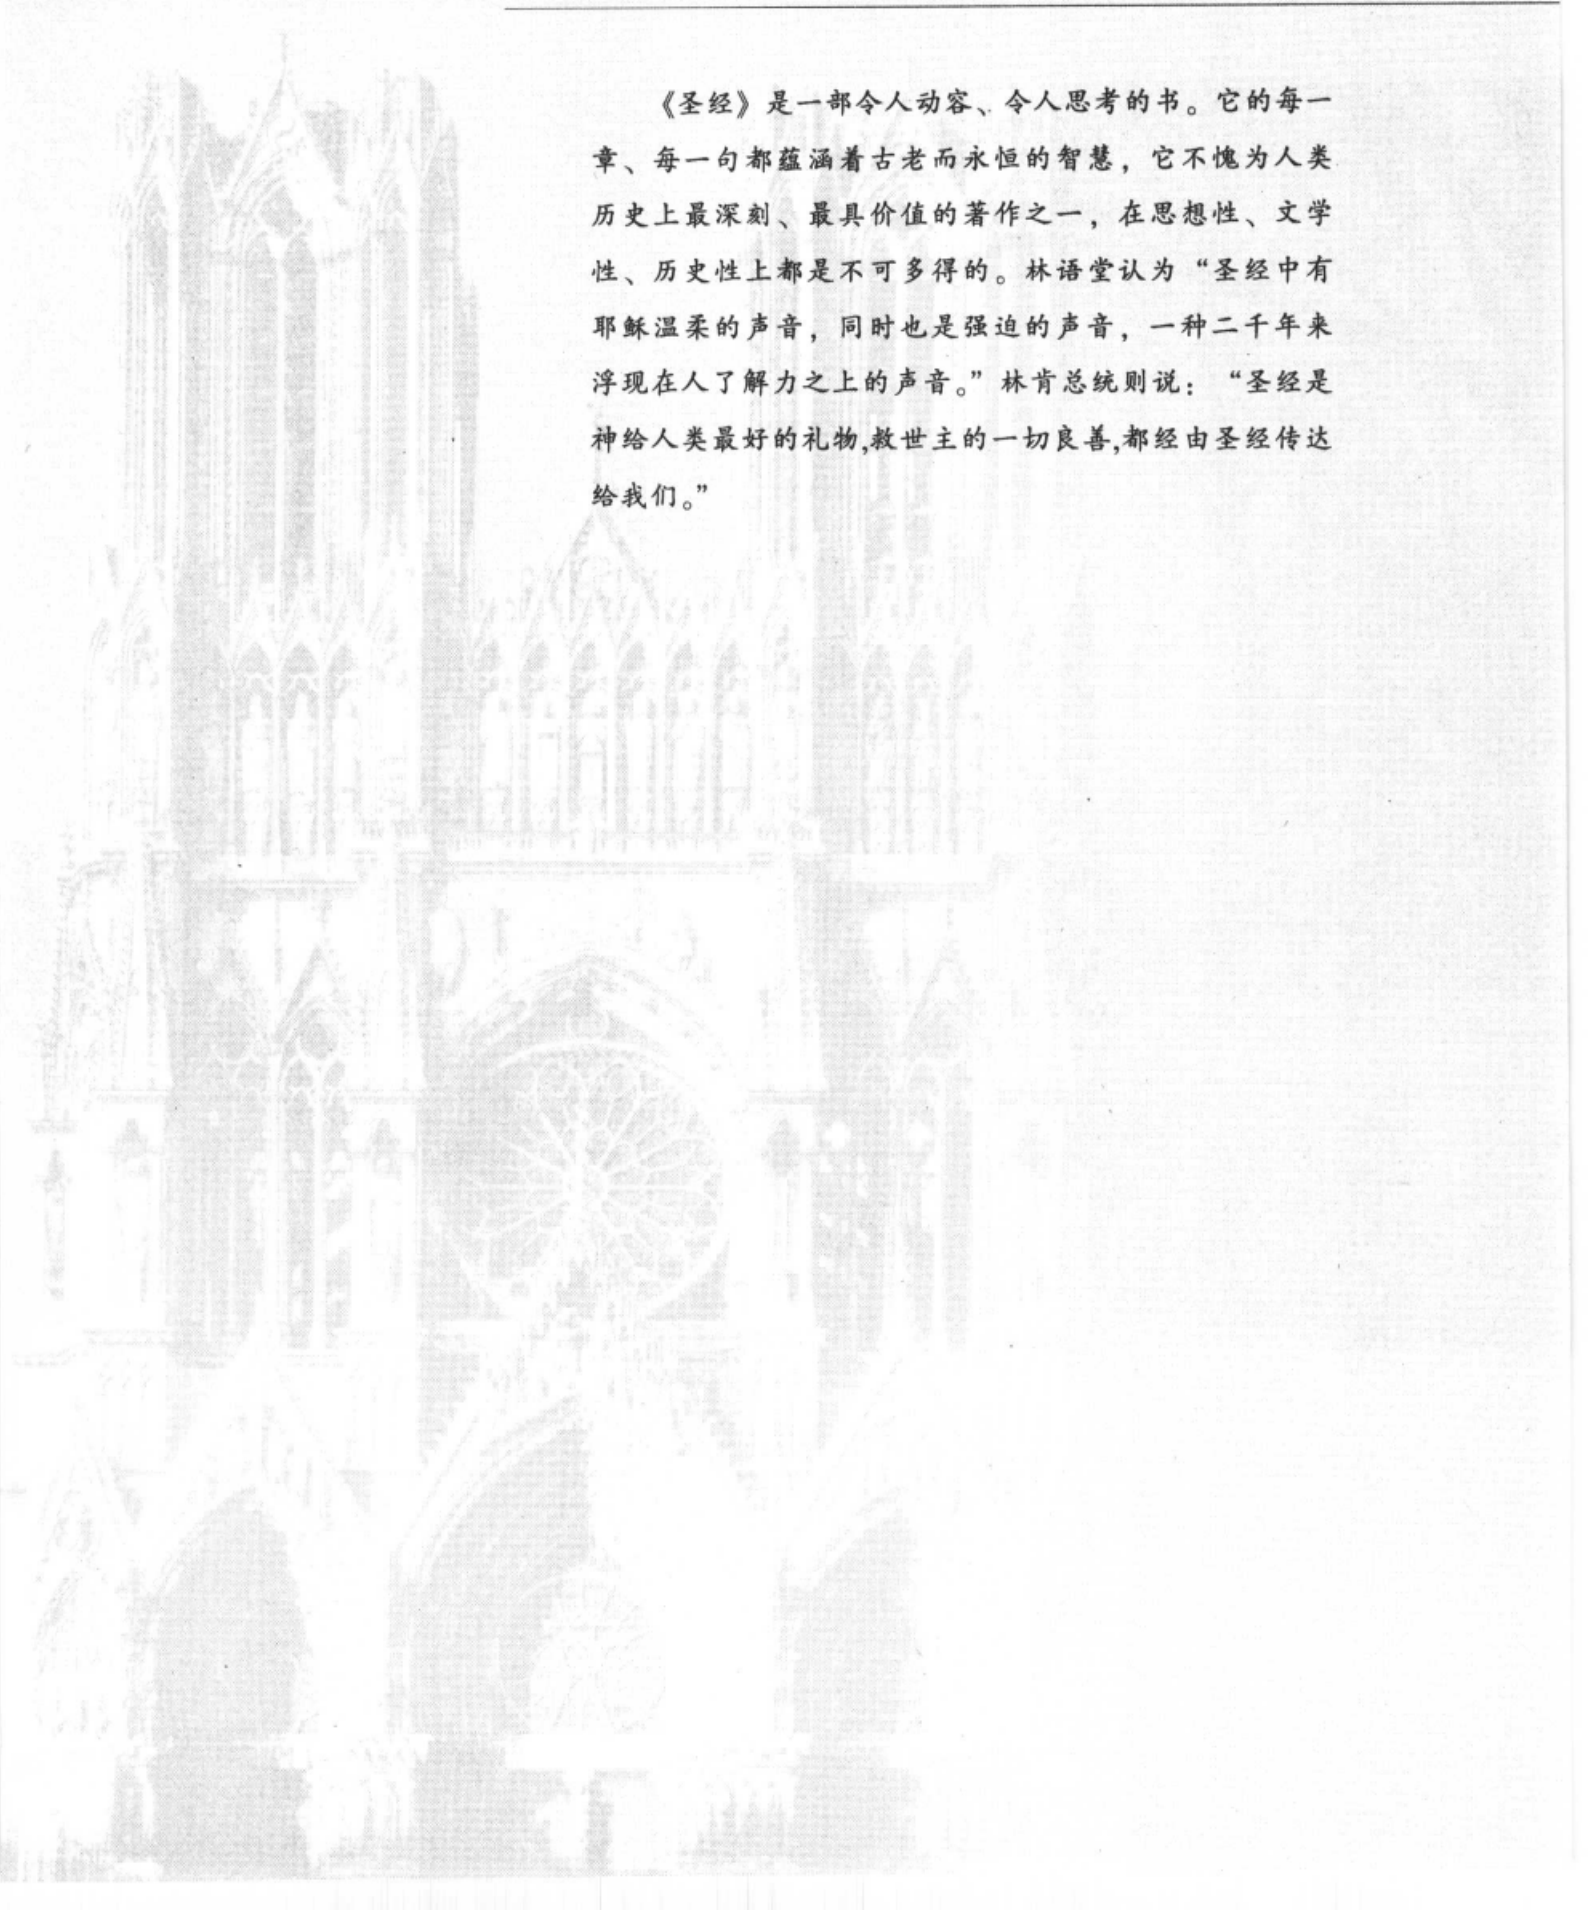 《圣经》是一部令人动容、令人思考的书。它的每一
章、每一句都蕴涵着古老而永恒的智慧，它不愧为人类
历史上最深刻、最具价值的著作之一，在思想性、文学
性、历史性上都是不可多得的。林语堂认为“圣经中有
耶稣温柔的声音，同时也是强迫的声音，一种二千年来
浮现在人了解力之上的声音。”林肯总统则说：“圣经是
神给人类最好的礼物,救世主的一切良善,都经由圣经传达
给我们。”